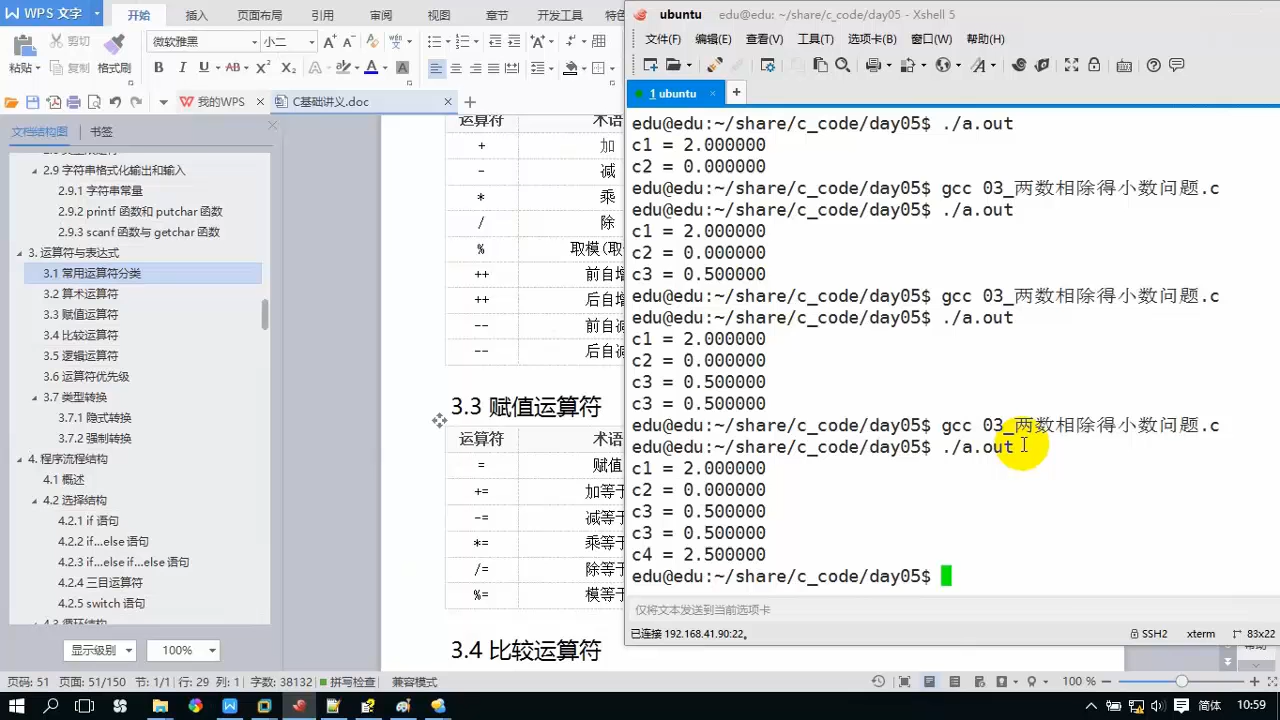 WPS 文字
开始
插入
页面布局
引用
审阅
视图
章节
开发工具
特色
剪切
粘贴
复制
格式刷
微软雅黑
小二
B I U AB X² X₂
我的WPS
C基础讲义.doc
文档结构图
书签
2.9 字符串格式化输出和输入
2.9.1 字符串常量
2.9.2 printf 函数和 putchar 函数
2.9.3 scanf 函数与 getchar 函数
3. 运算符与表达式
3.1 常用运算符分类
3.2 算术运算符
3.3 赋值运算符
3.4 比较运算符
3.5 逻辑运算符
3.6 运算符优先级
3.7 类型转换
3.7.1 隐式转换
3.7.2 强制转换
4. 程序流程结构
4.1 概述
4.2 选择结构
4.2.1 if 语句
4.2.2 if...else 语句
4.2.3 if...else if...else 语句
4.2.4 三目运算符
4.2.5 switch 语句
4.3 循环结构
显示级别
100%
运算符 术语
+ 加
- 减
* 乘
/ 除
% 取模(取
++ 前自增
++ 后自增
-- 前自减
-- 后自减
3.3 赋值运算符
运算符 术语
= 赋值
+= 加等于
-= 减等于
*= 乘等于
/= 除等于
%= 模等于
3.4 比较运算符
ubuntu edu@edu: ~/share/c_code/day05 - Xshell 5
文件(F) 编辑(E) 查看(V) 工具(T) 选项卡(B) 窗口(W) 帮助(H)
1 ubuntu
edu@edu:~/share/c_code/day05$ ./a.out
c1 = 2.000000
c2 = 0.000000
edu@edu:~/share/c_code/day05$ gcc 03_两数相除得小数问题.c
edu@edu:~/share/c_code/day05$ ./a.out
c1 = 2.000000
c2 = 0.000000
c3 = 0.500000
edu@edu:~/share/c_code/day05$ gcc 03_两数相除得小数问题.c
edu@edu:~/share/c_code/day05$ ./a.out
c1 = 2.000000
c2 = 0.000000
c3 = 0.500000
c3 = 0.500000
edu@edu:~/share/c_code/day05$ gcc 03_两数相除得小数问题.c
edu@edu:~/share/c_code/day05$ ./a.out
c1 = 2.000000
c2 = 0.000000
c3 = 0.500000
c3 = 0.500000
c4 = 2.500000
edu@edu:~/share/c_code/day05$
仅将文本发送到当前选项卡
已连接 192.168.41.90:22。
SSH2 xterm 83x22
页码: 51 页面: 51/150 节: 1/1 行: 29 列: 1 字数: 38132 拼写检查 兼容模式
100 %
简体 10:59